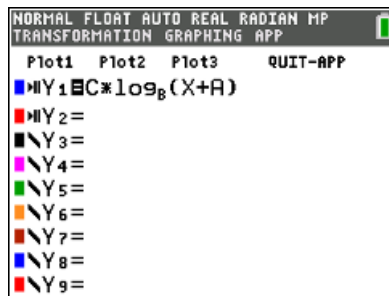 NORMAL FLOAT AUTO REAL RADIAN MP
TRANSFORMATION GRAPHING APP
Plot1 Plot2 Plot3 QUIT-APP
Y₁=C*log_B(X+A)
Y₂=
Y₃=
Y₄=
Y₅=
Y₆=
Y₇=
Y₈=
Y₉=